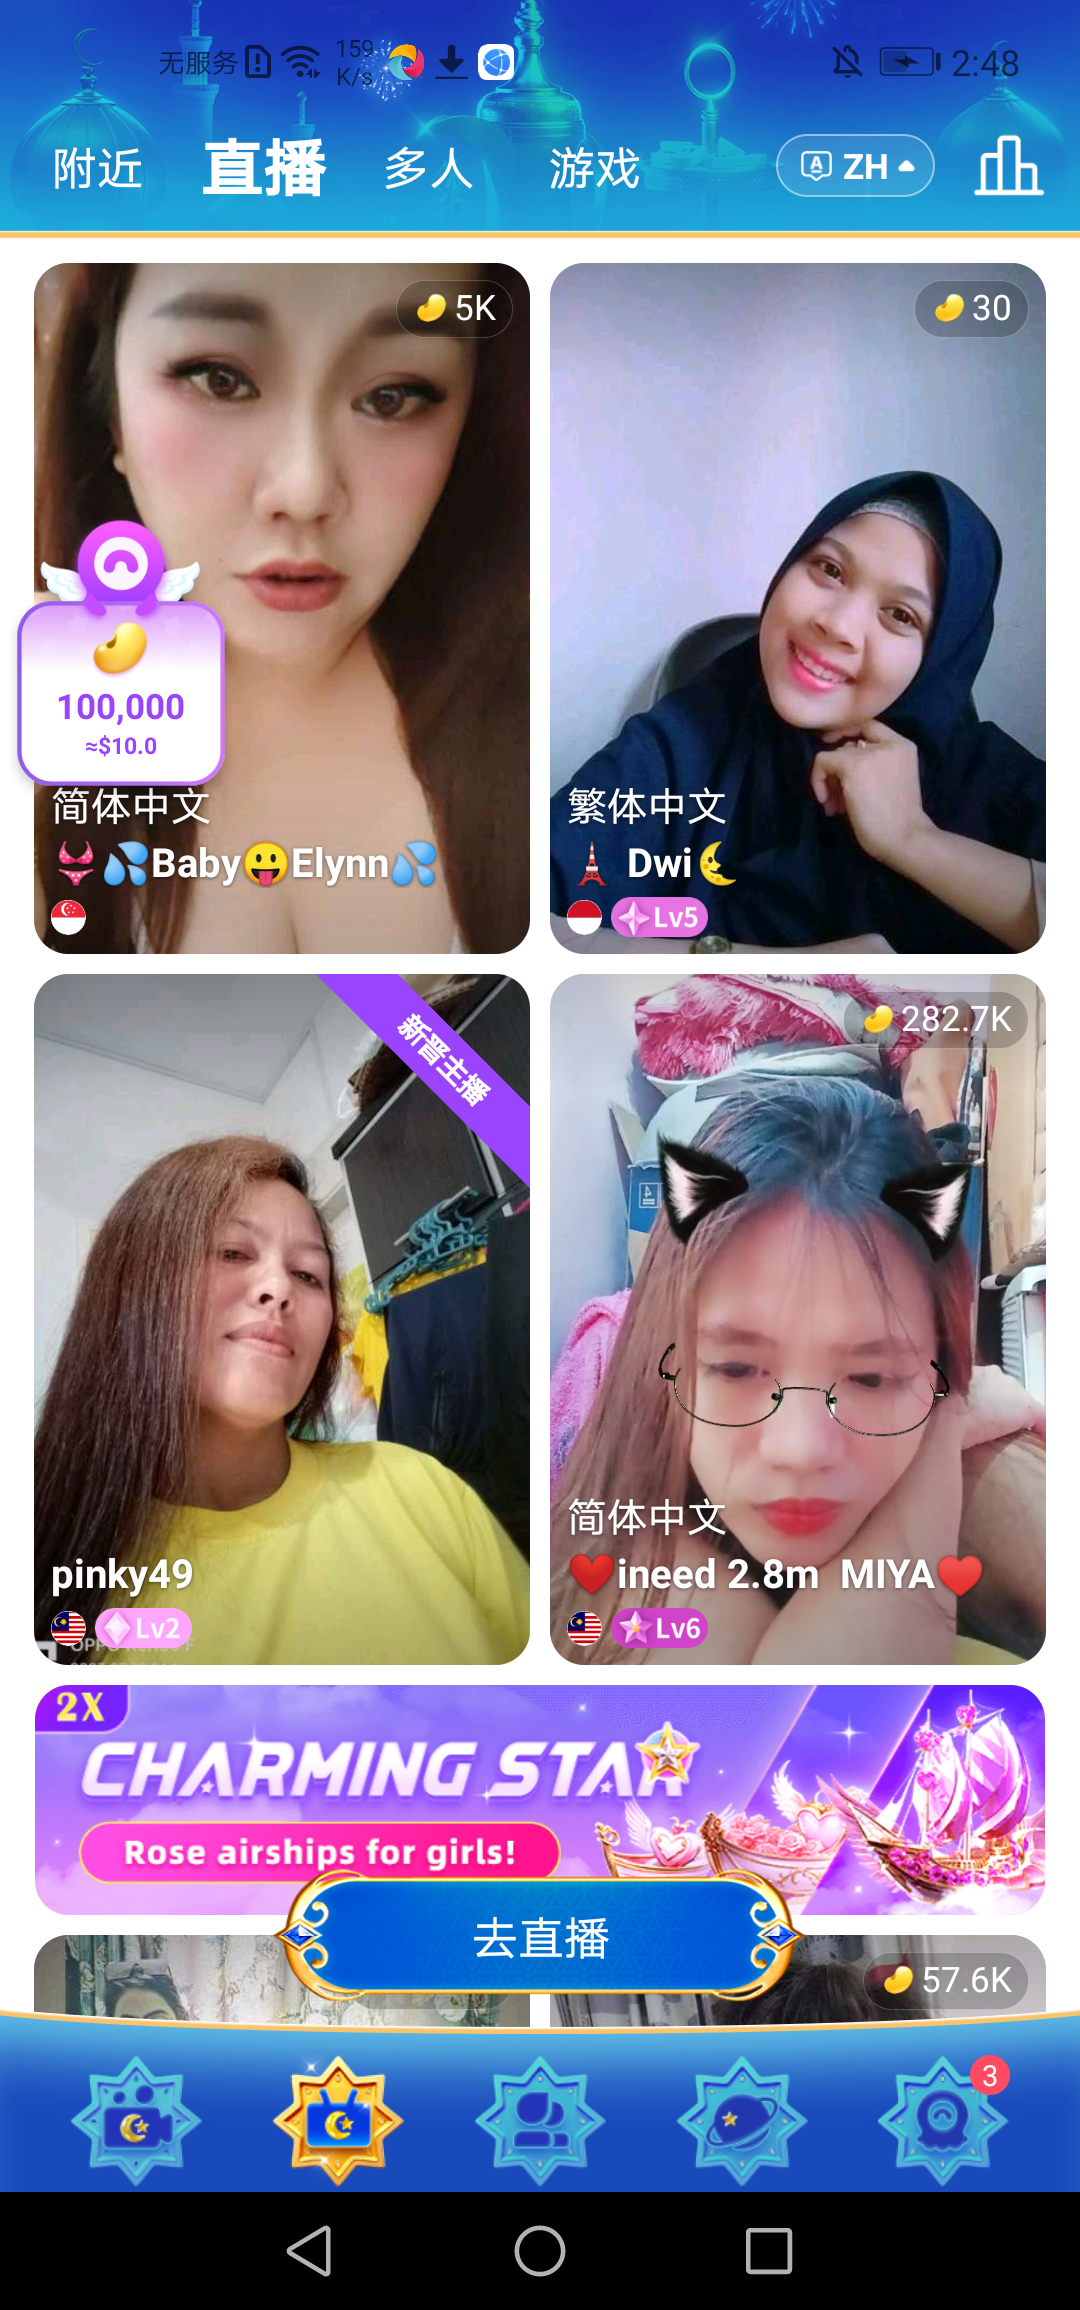 无服务 159 K/s 2:48
附近 直播 多人 游戏 ZH
5K
30
100,000
≈$10.0
简体中文
Baby Elynn
繁体中文
Dwi
Lv5
新晋主播
282.7K
pinky49
Lv2
简体中文
ineed 2.8m MIYA
Lv6
2X
CHARMING STAR
Rose airships for girls!
去直播
57.6K
3